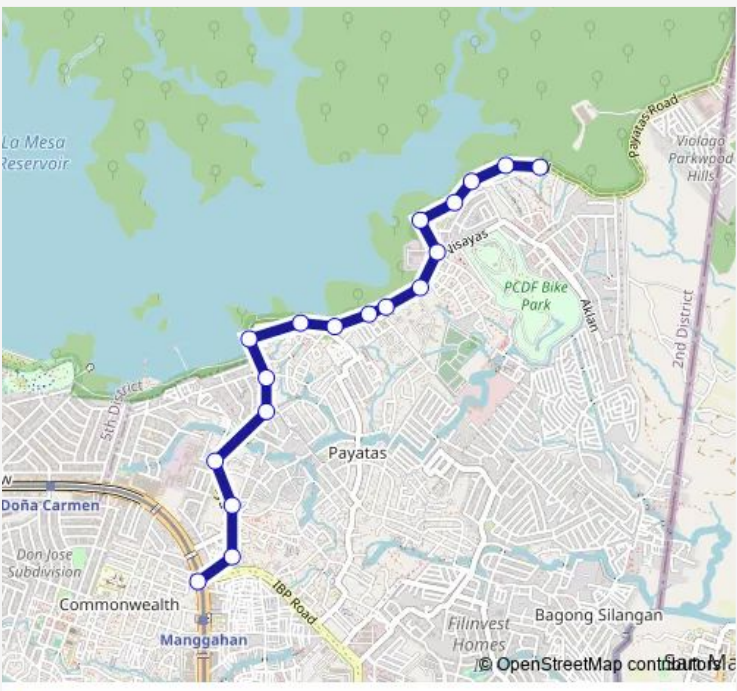 Payatas Road
La Mesa
Reservoir
Violago
Parkwood
Hills
Visayas
PCDF Bike
Park
Aklan
2nd District
5th District
Payatas
N
Doña Carmen
Don Jose
Subdivision
IBP Road
Commonwealth
Manggahan
Bagong Silangan
Filinvest
Homes
© OpenStreetMap contributors